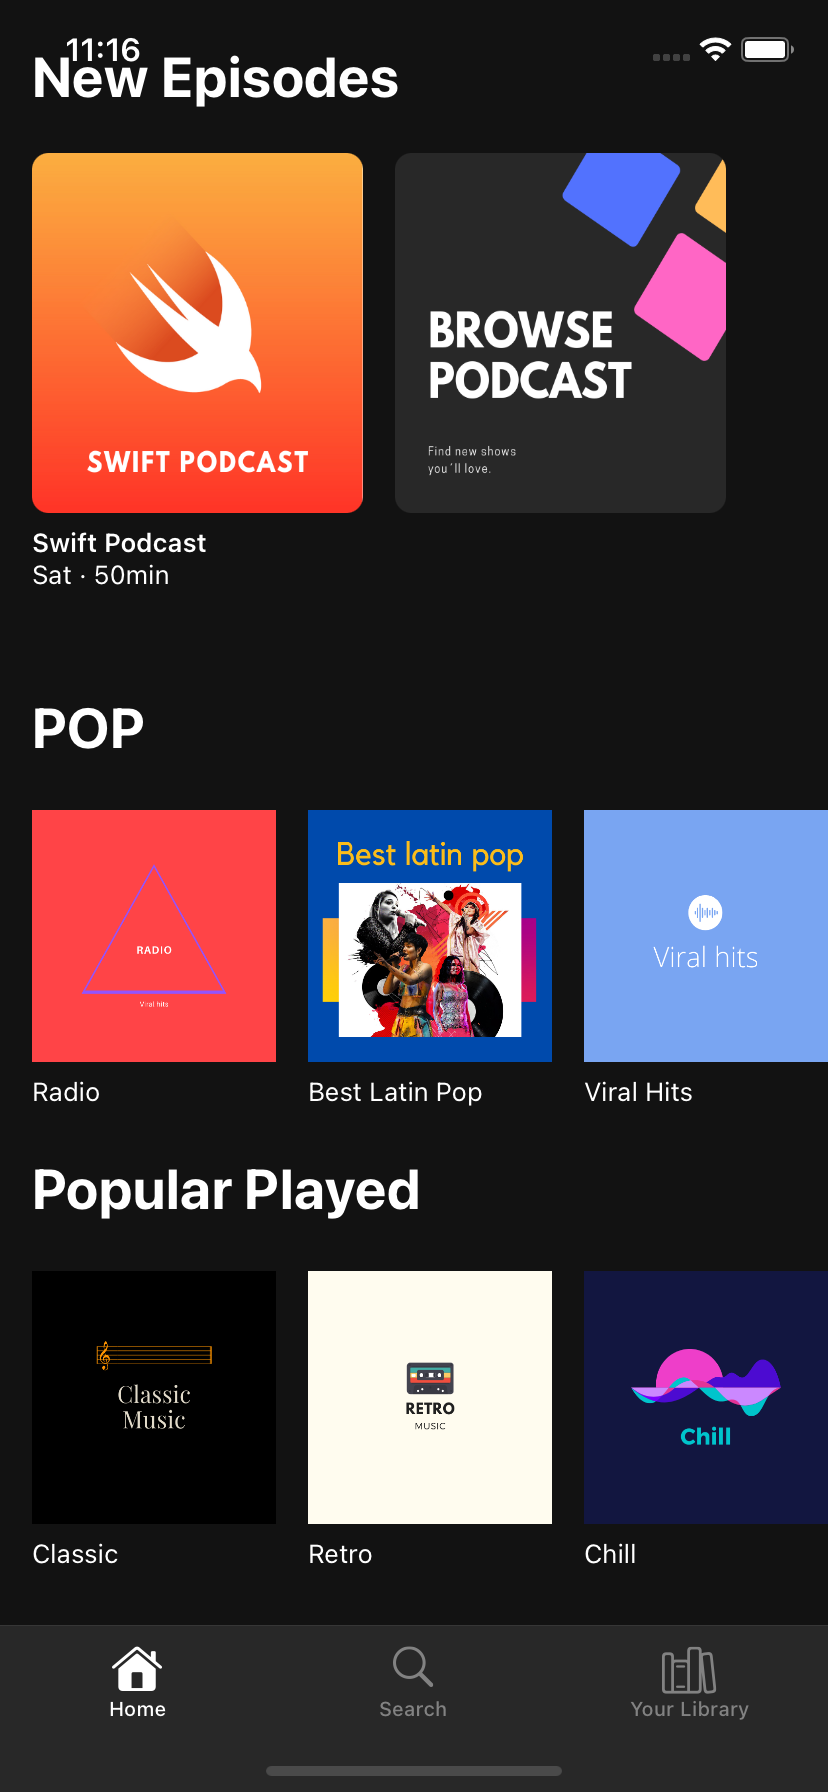 11:16
New Episodes
SWIFT PODCAST
BROWSE
PODCAST
Find new shows
you´ll love.
Swift Podcast
Sat · 50min
POP
RADIO
Viral hits
Best latin pop
Viral hits
Radio
Best Latin Pop
Viral Hits
Popular Played
Classic
Music
RETRO
MUSIC
Chill
Classic
Retro
Chill
Home
Search
Your Library